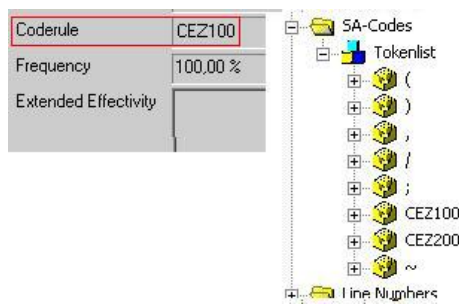 Coderule CEZ100
Frequency 100,00 %
Extended Effectivity
SA-Codes
Tokenlist
(
)
,
/
;
CEZ100
CEZ200
~
Line Numbers